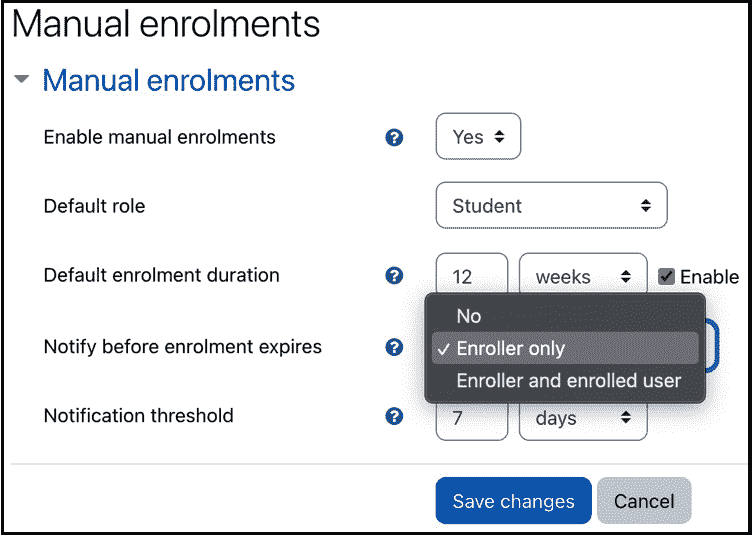 Manual enrolments
Manual enrolments
Enable manual enrolments
Yes
Default role
Student
Default enrolment duration
12 weeks Enable
Notify before enrolment expires
No
Enroller only
Enroller and enrolled user
Notification threshold
7 days
Save changes Cancel